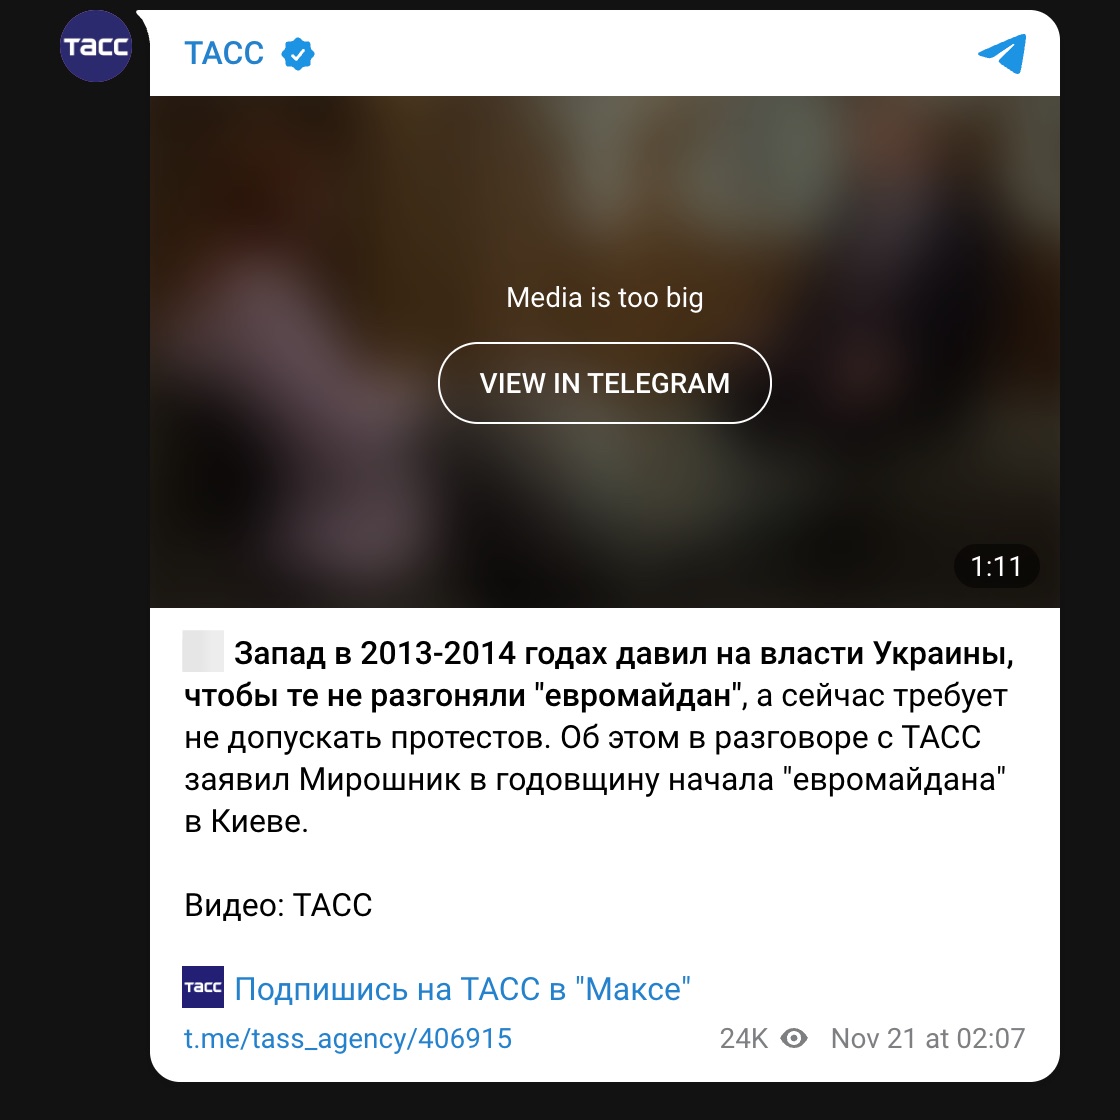 тасс
ТАСС
Media is too big
VIEW IN TELEGRAM
1:11
Запад в 2013-2014 годах давил на власти Украины,
чтобы те не разгоняли "евромайдан", а сейчас требует
не допускать протестов. Об этом в разговоре с ТАСС
заявил Мирошник в годовщину начала "евромайдана"
в Киеве.
Видео: ТАСС
тасс Подпишись на ТАСС в "Максе"
t.me/tass_agency/406915 24K Nov 21 at 02:07